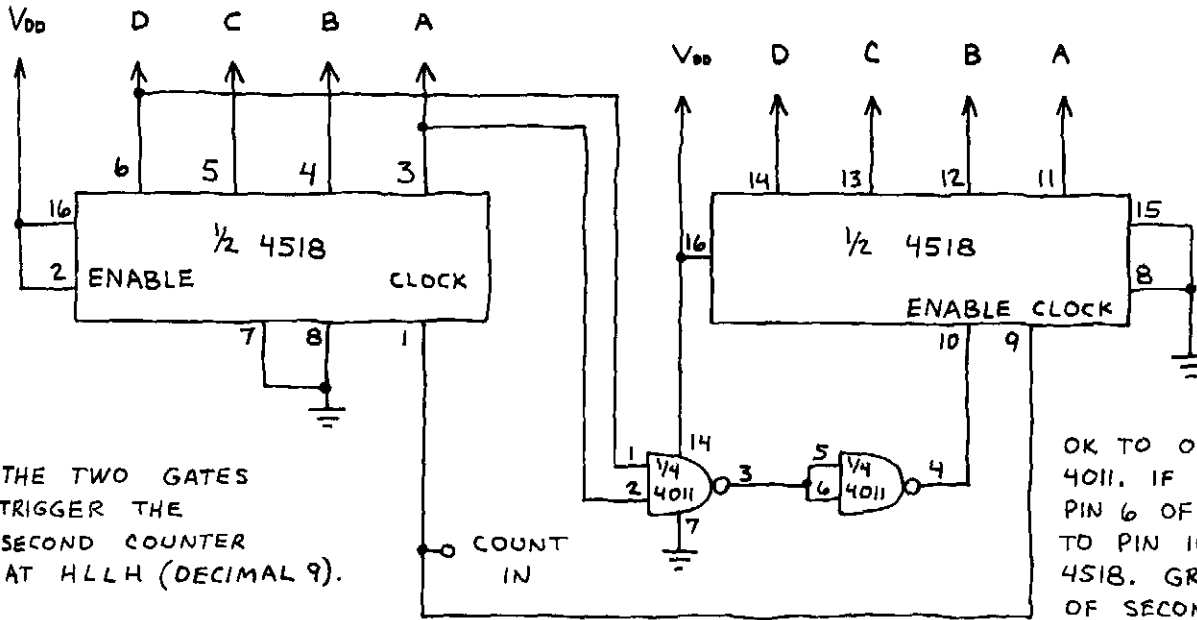 VDD D C B A
VDD D C B A
6 5 4 3
14 13 12 11
16
1/2 4518
2 ENABLE CLOCK
7 8 1
16
1/2 4518
15
8
ENABLE CLOCK
10 9
1
2
1/4
4011
14
3
7
5
6
1/4
4011
4
THE TWO GATES
TRIGGER THE
SECOND COUNTER
AT HLLH (DECIMAL 9).
COUNT
IN
OK TO O
4011. IF
PIN 6 OF
TO PIN 1
4518. GR
OF SECON